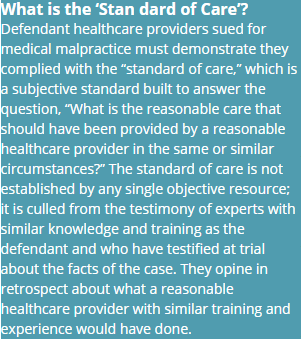 What is the ‘Stan dard of Care’?
Defendant healthcare providers sued for
medical malpractice must demonstrate they
complied with the “standard of care,” which is
a subjective standard built to answer the
question, “What is the reasonable care that
should have been provided by a reasonable
healthcare provider in the same or similar
circumstances?” The standard of care is not
established by any single objective resource;
it is culled from the testimony of experts with
similar knowledge and training as the
defendant and who have testified at trial
about the facts of the case. They opine in
retrospect about what a reasonable
healthcare provider with similar training and
experience would have done.